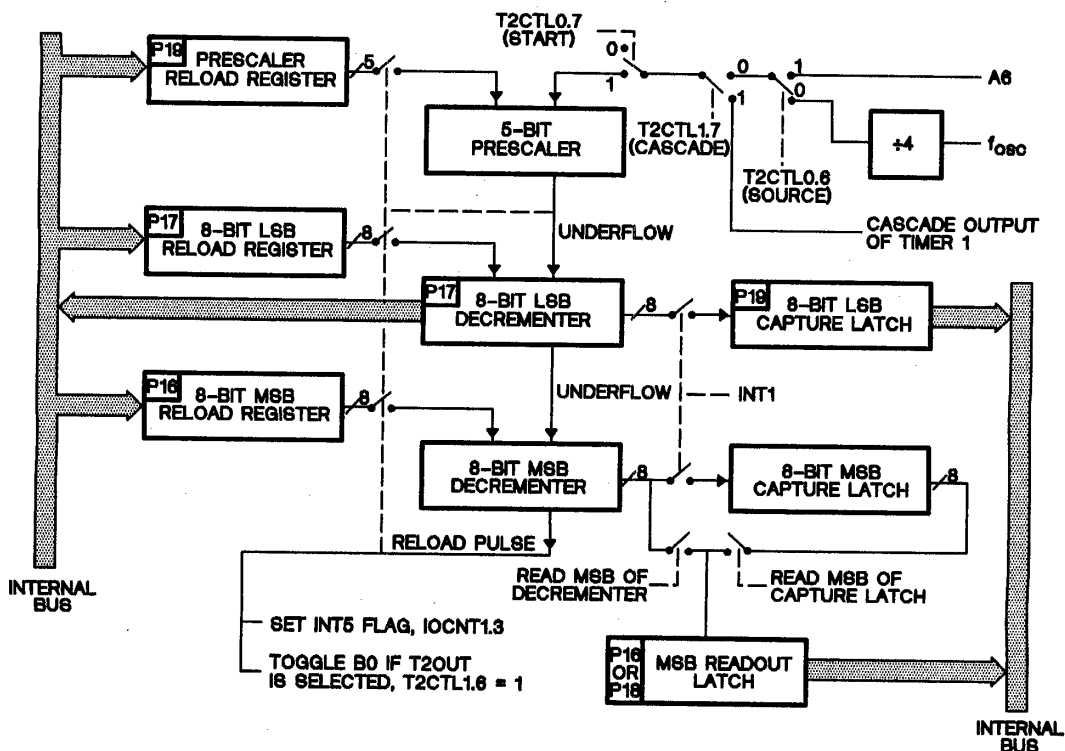 T2CTL0.7
(START)
P19
PRESCALER
RELOAD REGISTER
5
0
1
0
1
1
0
A6
5-BIT
PRESCALER
T2CTL1.7
(CASCADE)
÷4
fosc
T2CTL0.6
(SOURCE)
P17
8-BIT LSB
RELOAD REGISTER
8
UNDERFLOW
CASCADE OUTPUT
OF TIMER 1
P17
8-BIT LSB
DECREMENTER
8
P19
8-BIT LSB
CAPTURE LATCH
P16
8-BIT MSB
RELOAD REGISTER
8
UNDERFLOW
INT1
8-BIT MSB
DECREMENTER
8
8-BIT MSB
CAPTURE LATCH
8
RELOAD PULSE
READ MSB OF
DECREMENTER
READ MSB OF
CAPTURE LATCH
INTERNAL
BUS
SET INT5 FLAG, IOCNT1.3
TOGGLE B0 IF T2OUT
IS SELECTED, T2CTL1.6 = 1
P16
OR
P18
MSB READOUT
LATCH
INTERNAL
BUS